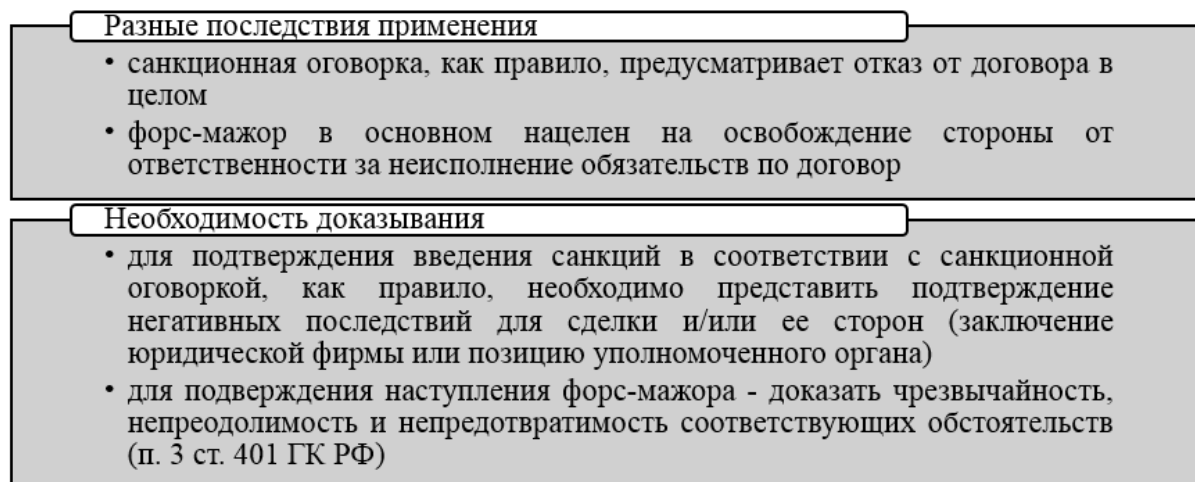 Разные последствия применения
• санкционная оговорка, как правило, предусматривает отказ от договора в
целом
• форс-мажор в основном нацелен на освобождение стороны от
ответственности за неисполнение обязательств по договор
Необходимость доказывания
• для подтверждения введения санкций в соответствии с санкционной
оговоркой, как правило, необходимо представить подтверждение
негативных последствий для сделки и/или ее сторон (заключение
юридической фирмы или позицию уполномоченного органа)
• для подверждения наступления форс-мажора - доказать чрезвычайность,
непреодолимость и непредотвратимость соответствующих обстоятельств
(п. 3 ст. 401 ГК РФ)